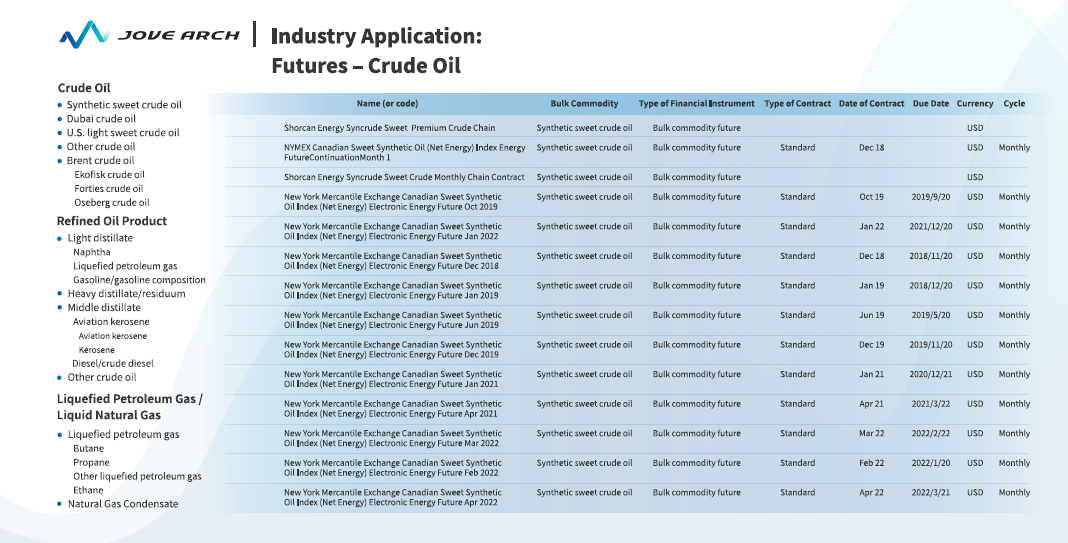 JOVE ARCH
Industry Application:
Futures – Crude Oil
Crude Oil
Synthetic sweet crude oil
Dubai crude oil
U.S. light sweet crude oil
Other crude oil
Brent crude oil
Ekofisk crude oil
Forties crude oil
Oseberg crude oil
Refined Oil Product
Light distillate
Naphtha
Liquefied petroleum gas
Gasoline/gasoline composition
Heavy distillate/residuum
Middle distillate
Aviation kerosene
Aviation kerosene
Kerosene
Diesel/crude diesel
Other crude oil
Liquefied Petroleum Gas /
Liquid Natural Gas
Liquefied petroleum gas
Butane
Propane
Other liquefied petroleum gas
Ethane
Natural Gas Condensate
Name (or code) Bulk Commodity Type of Financial Instrument Type of Contract Date of Contract Due Date Currency Cycle
Shorcan Energy Syncrude Sweet Premium Crude Chain Synthetic sweet crude oil Bulk commodity future USD
NYMEX Canadian Sweet Synthetic Oil (Net Energy) Index Energy Synthetic sweet crude oil Bulk commodity future Standard Dec 18 USD Monthly
FutureContinuationMonth 1
Shorcan Energy Syncrude Sweet Crude Monthly Chain Contract Synthetic sweet crude oil Bulk commodity future USD
New York Mercantile Exchange Canadian Sweet Synthetic Synthetic sweet crude oil Bulk commodity future Standard Oct 19 2019/9/20 USD Monthly
Oil Index (Net Energy) Electronic Energy Future Oct 2019
New York Mercantile Exchange Canadian Sweet Synthetic Synthetic sweet crude oil Bulk commodity future Standard Jan 22 2021/12/20 USD Monthly
Oil Index (Net Energy) Electronic Energy Future Jan 2022
New York Mercantile Exchange Canadian Sweet Synthetic Synthetic sweet crude oil Bulk commodity future Standard Dec 18 2018/11/20 USD Monthly
Oil Index (Net Energy) Electronic Energy Future Dec 2018
New York Mercantile Exchange Canadian Sweet Synthetic Synthetic sweet crude oil Bulk commodity future Standard Jan 19 2018/12/20 USD Monthly
Oil Index (Net Energy) Electronic Energy Future Jan 2019
New York Mercantile Exchange Canadian Sweet Synthetic Synthetic sweet crude oil Bulk commodity future Standard Jun 19 2019/5/20 USD Monthly
Oil Index (Net Energy) Electronic Energy Future Jun 2019
New York Mercantile Exchange Canadian Sweet Synthetic Synthetic sweet crude oil Bulk commodity future Standard Dec 19 2019/11/20 USD Monthly
Oil Index (Net Energy) Electronic Energy Future Dec 2019
New York Mercantile Exchange Canadian Sweet Synthetic Synthetic sweet crude oil Bulk commodity future Standard Jan 21 2020/12/21 USD Monthly
Oil Index (Net Energy) Electronic Energy Future Jan 2021
New York Mercantile Exchange Canadian Sweet Synthetic Synthetic sweet crude oil Bulk commodity future Standard Apr 21 2021/3/22 USD Monthly
Oil Index (Net Energy) Electronic Energy Future Apr 2021
New York Mercantile Exchange Canadian Sweet Synthetic Synthetic sweet crude oil Bulk commodity future Standard Mar 22 2022/2/22 USD Monthly
Oil Index (Net Energy) Electronic Energy Future Mar 2022
New York Mercantile Exchange Canadian Sweet Synthetic Synthetic sweet crude oil Bulk commodity future Standard Feb 22 2022/1/20 USD Monthly
Oil Index (Net Energy) Electronic Energy Future Feb 2022
New York Mercantile Exchange Canadian Sweet Synthetic Synthetic sweet crude oil Bulk commodity future Standard Apr 22 2022/3/21 USD Monthly
Oil Index (Net Energy) Electronic Energy Future Apr 2022